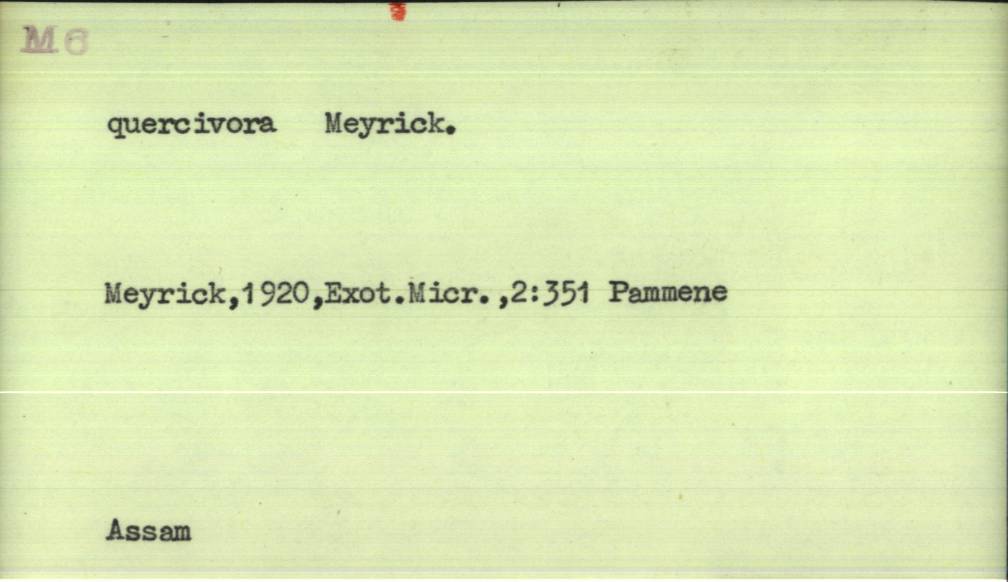 M6
quercivora Meyrick.
Meyrick,1920,Exot.Micr.,2:351 Pammene
Assam